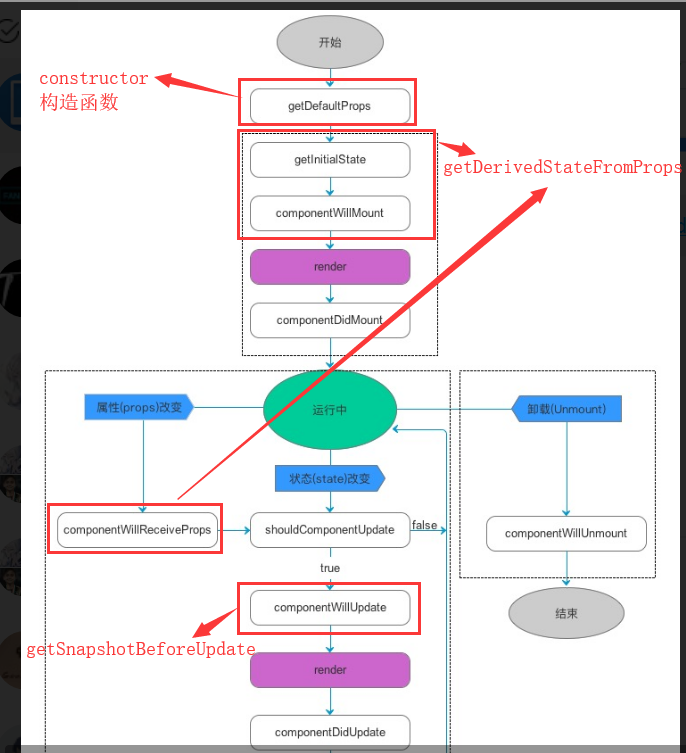 开始
constructor
构造函数
getDefaultProps
getInitialState
getDerivedStateFromProps
componentWillMount
render
componentDidMount
属性(props)改变
运行中
卸载(Unmount)
状态(state)改变
componentWillReceiveProps
shouldComponentUpdate
false
componentWillUnmount
true
componentWillUpdate
结束
getSnapshotBeforeUpdate
render
componentDidUpdate